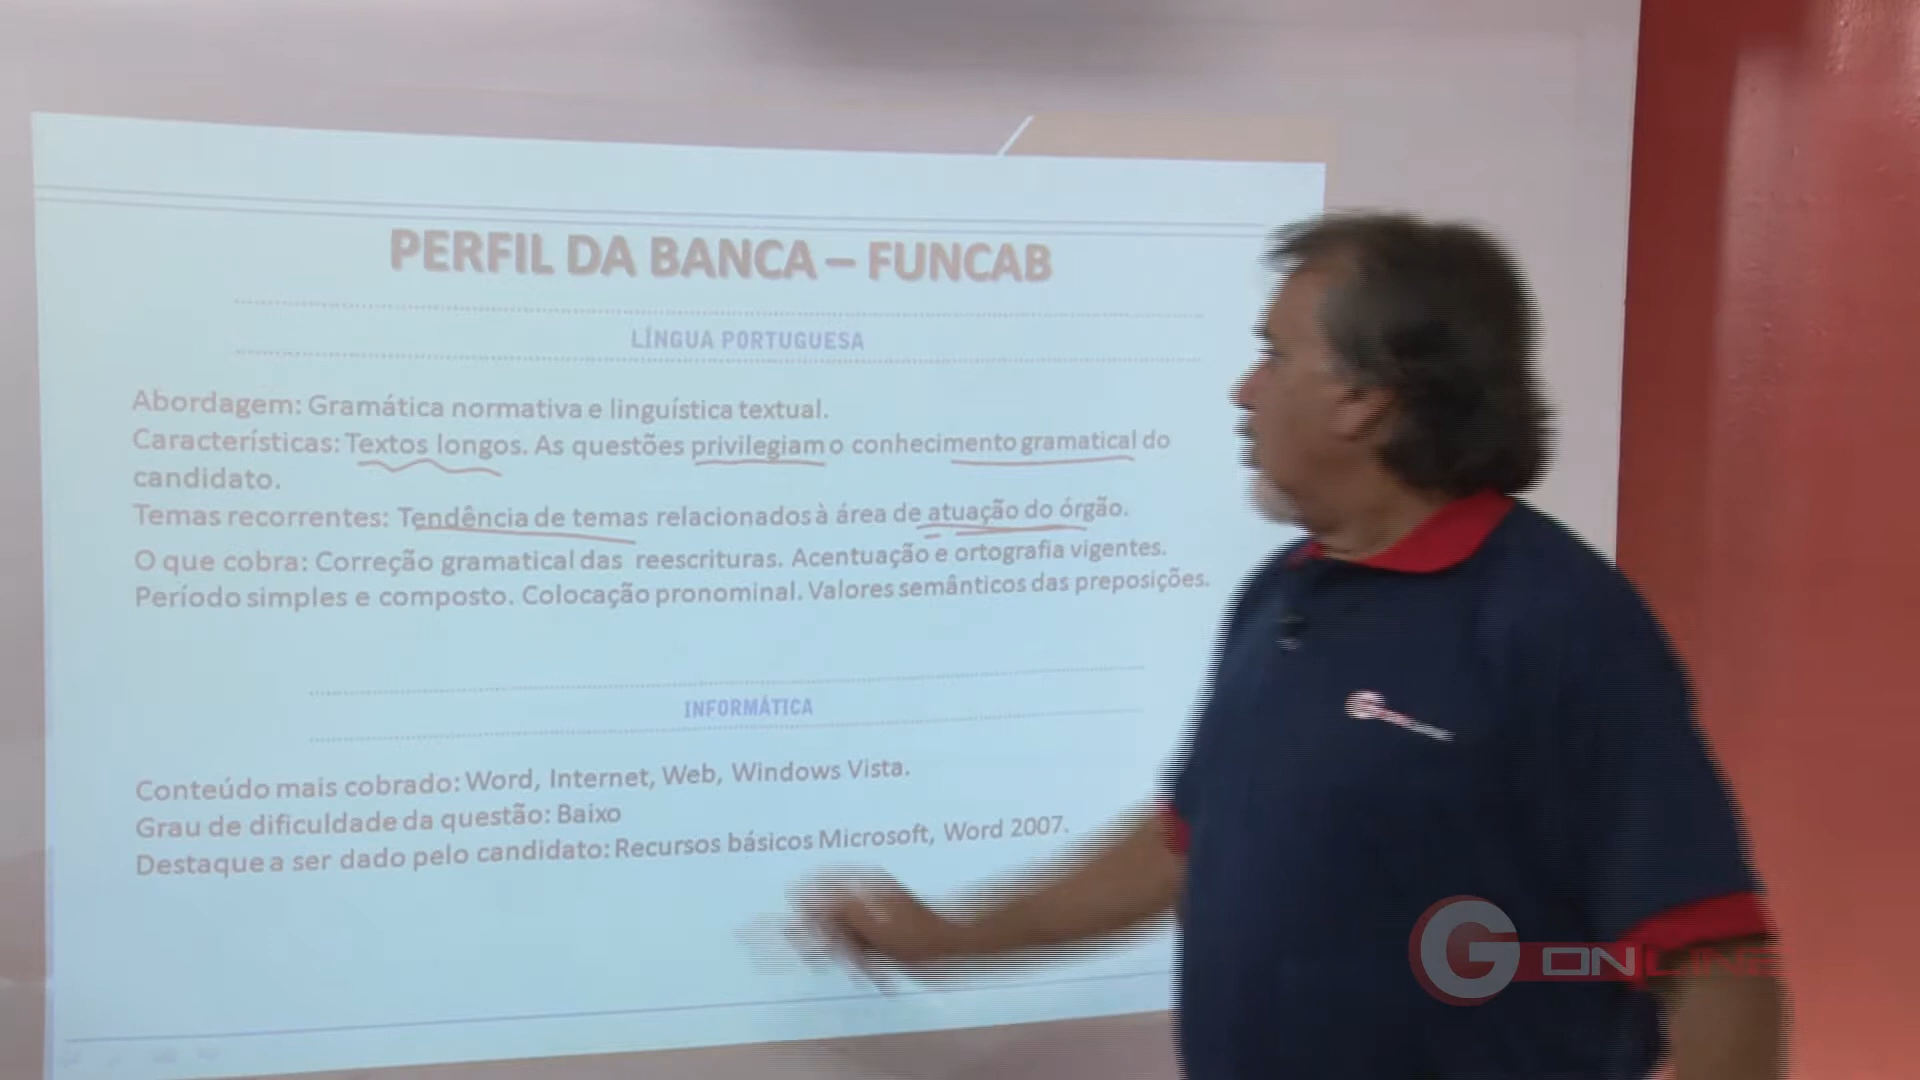 PERFIL DA BANCA – FUNCAB
LÍNGUA PORTUGUESA
Abordagem: Gramática normativa e linguística textual.
Características: Textos longos. As questões privilegiam o conhecimento gramatical do
candidato.
Temas recorrentes: Tendência de temas relacionados à área de atuação do órgão.
O que cobra: Correção gramatical das reescrituras. Acentuação e ortografia vigentes.
Período simples e composto. Colocação pronominal. Valores semânticos das preposições.
INFORMÁTICA
Conteúdo mais cobrado: Word, Internet, Web, Windows Vista.
Grau de dificuldade da questão: Baixo
Destaque a ser dado pelo candidato: Recursos básicos Microsoft, Word 2007.
G ONLINE